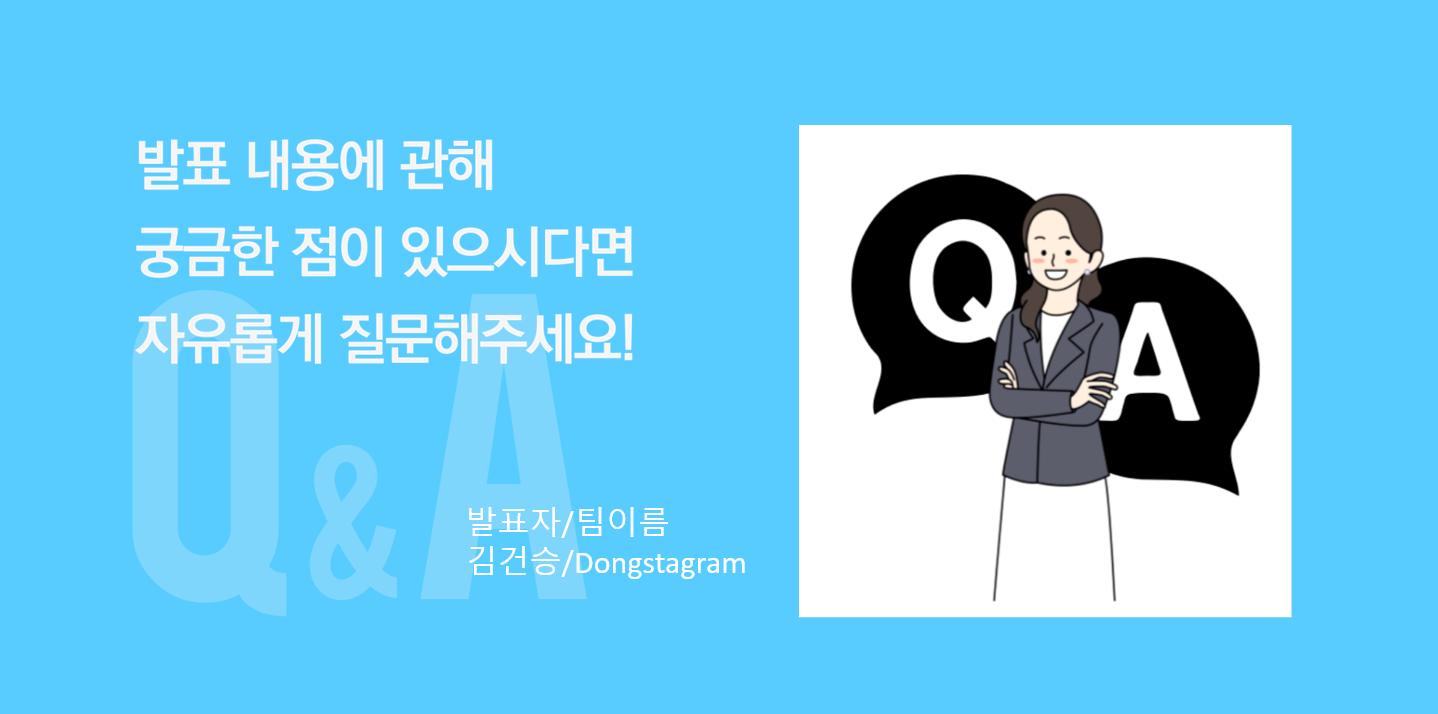 발표 내용에 관해
궁금한 점이 있으시다면
자유롭게 질문해주세요!
Q&A
발표자/팀이름
김건승/Dongstagram
Q
A